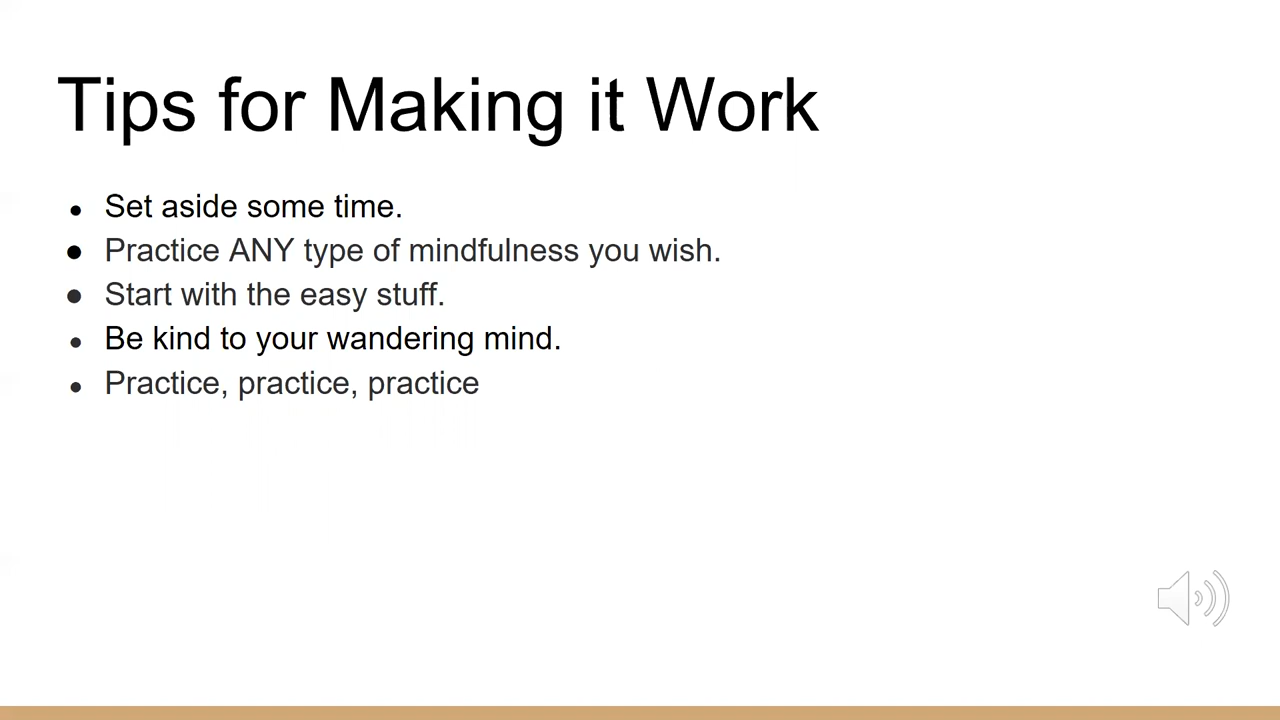 Tips for Making it Work
• Set aside some time.
• Practice ANY type of mindfulness you wish.
• Start with the easy stuff.
• Be kind to your wandering mind.
• Practice, practice, practice